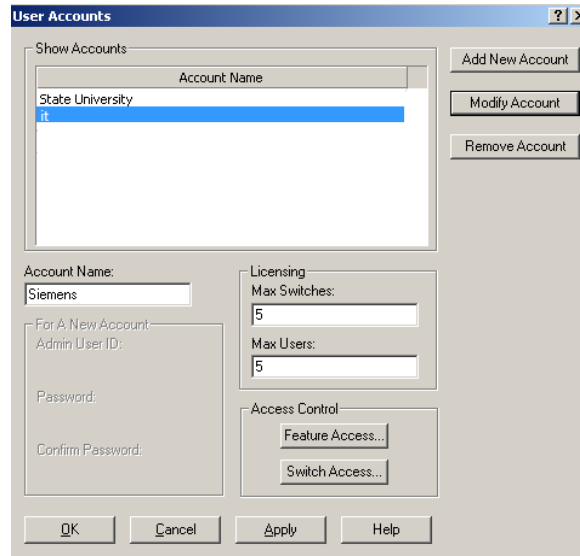 User Accounts
Show Accounts
Account Name
State University
it
Add New Account
Modify Account
Remove Account
Account Name:
Siemens
For A New Account
Admin User ID:
Password:
Confirm Password:
Licensing
Max Switches:
5
Max Users:
5
Access Control
Feature Access...
Switch Access...
OK
Cancel
Apply
Help